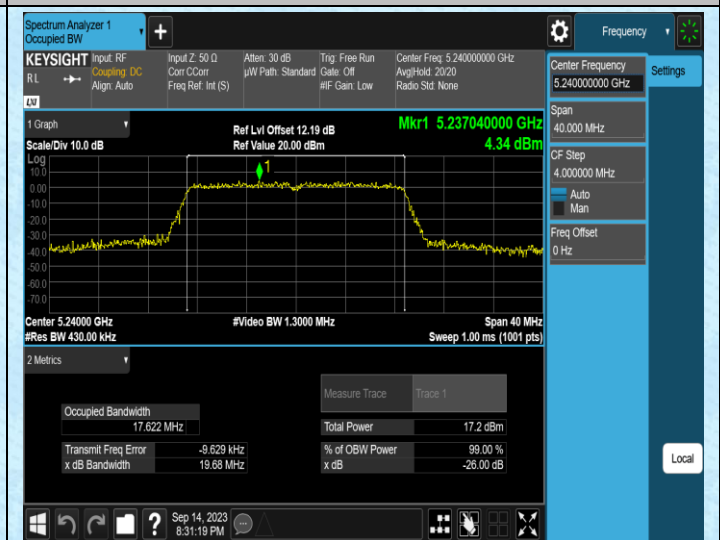 Spectrum Analyzer 1
Occupied BW
Frequency
KEYSIGHT
RL
LXI
Input: RF
Coupling: DC
Align: Auto
Input Z: 50 Ω
Corr CCorr
Freq Ref: Int (S)
Atten: 30 dB
µW Path: Standard
Trig: Free Run
Gate: Off
#IF Gain: Low
Center Freq: 5.240000000 GHz
Avg|Hold: 20/20
Radio Std: None
Center Frequency
5.240000000 GHz
Settings
Span
40.000 MHz
CF Step
4.000000 MHz
Auto
Man
Freq Offset
0 Hz
1 Graph
Scale/Div 10.0 dB
Ref Lvl Offset 12.19 dB
Ref Value 20.00 dBm
Mkr1 5.237040000 GHz
4.34 dBm
Log
10.0
0.00
-10.0
-20.0
-30.0
-40.0
-50.0
-60.0
-70.0
1
Center 5.24000 GHz
#Res BW 430.00 kHz
#Video BW 1.3000 MHz
Span 40 MHz
Sweep 1.00 ms (1001 pts)
2 Metrics
Measure Trace Trace 1
Occupied Bandwidth
17.622 MHz
Total Power 17.2 dBm
Transmit Freq Error -9.629 kHz
x dB Bandwidth 19.68 MHz
% of OBW Power 99.00 %
x dB -26.00 dB
Local
?
Sep 14, 2023
8:31:19 PM